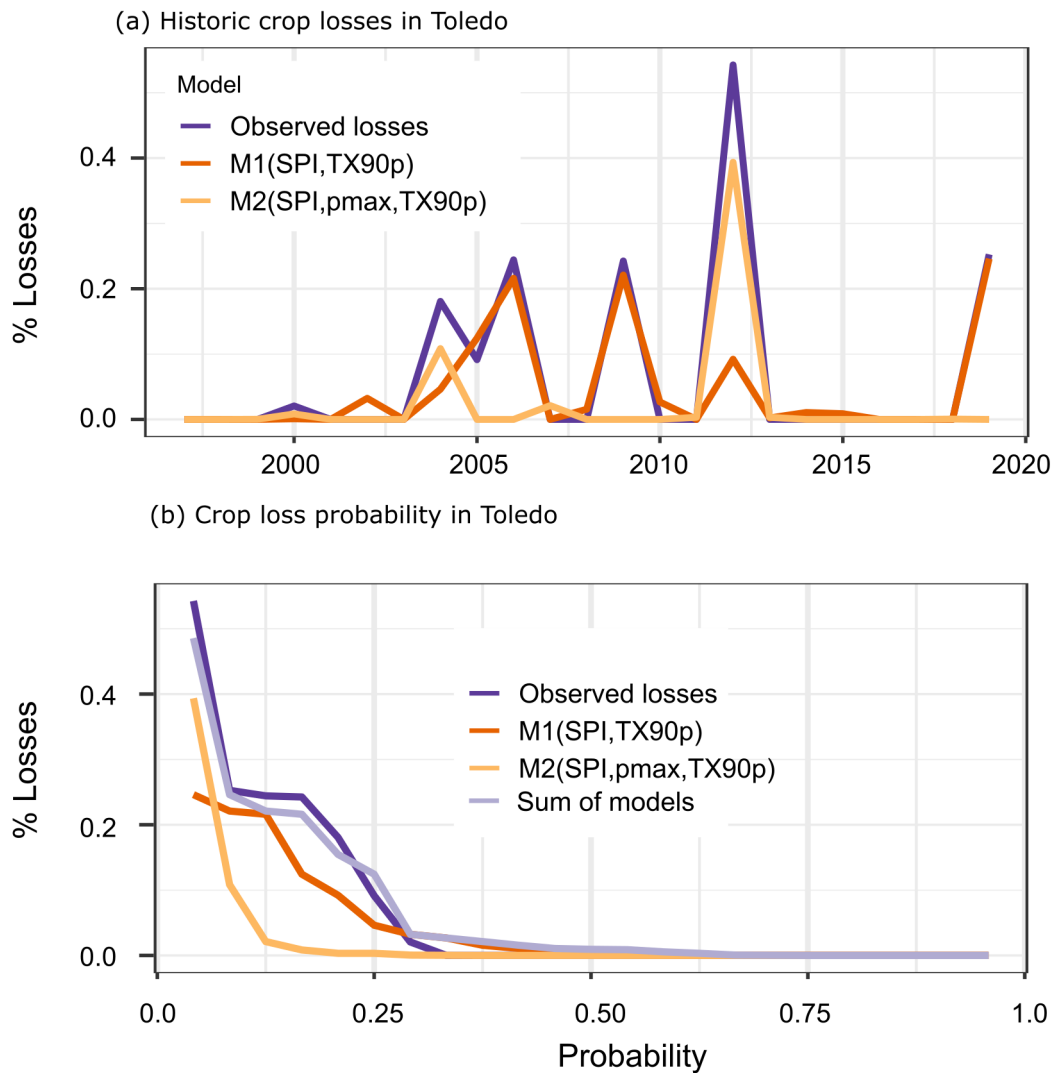 (a) Historic crop losses in Toledo
Model
Observed losses
M1(SPI,TX90p)
M2(SPI,pmax,TX90p)
% Losses
0.4
0.2
0.0
2000 2005 2010 2015 2020
(b) Crop loss probability in Toledo
Observed losses
M1(SPI,TX90p)
M2(SPI,pmax,TX90p)
Sum of models
% Losses
0.4
0.2
0.0
0.0 0.25 0.50 0.75 1.0
Probability